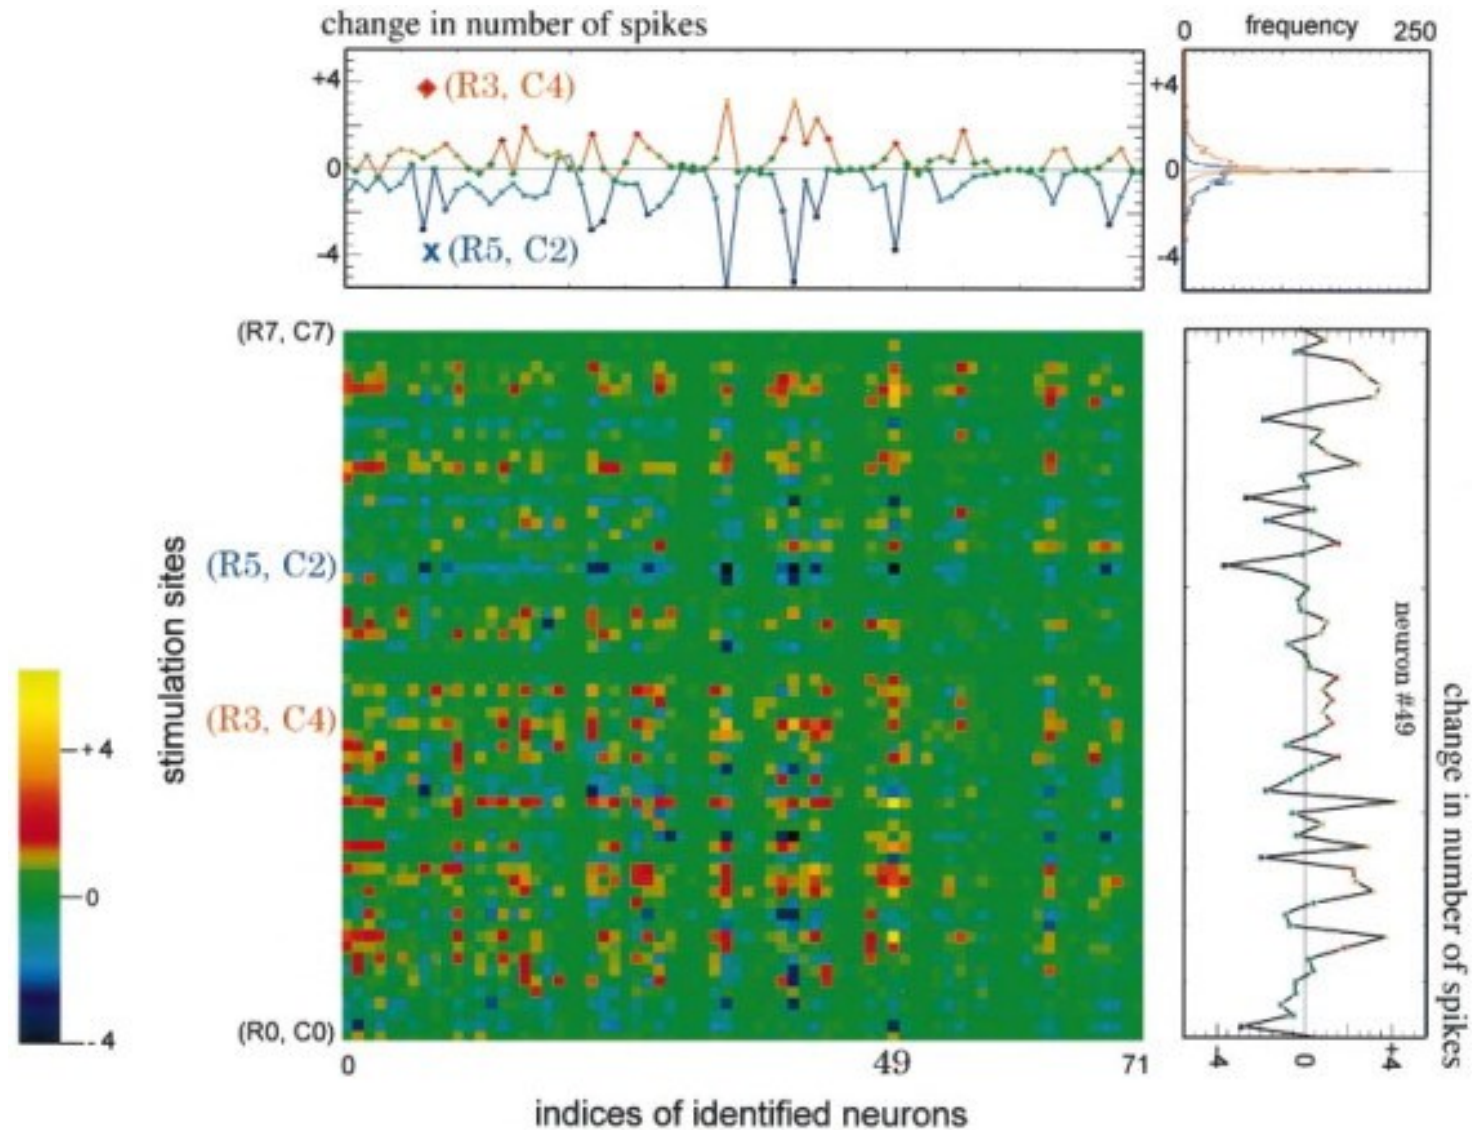 change in number of spikes
0 frequency 250
+4
(R3, C4)
0
x (R5, C2)
-4
+4
0
-4
(R7, C7)
(R5, C2)
(R3, C4)
(R0, C0)
stimulation sites
+4
0
-4
0 49 71
indices of identified neurons
neuron #49
change in number of spikes
-4 0 +4